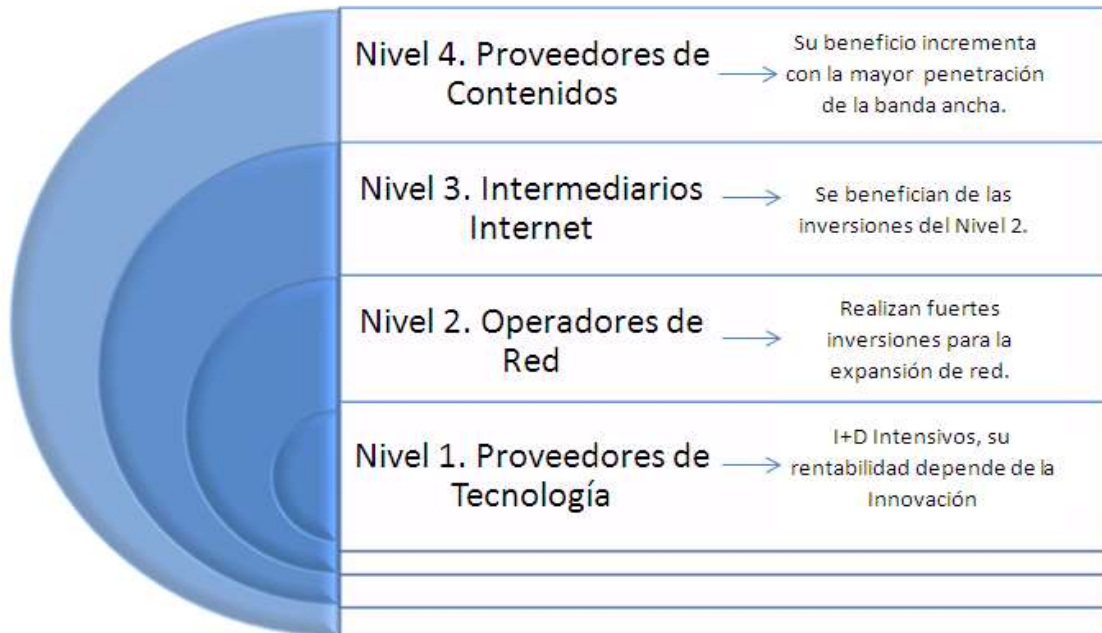 Nivel 4. Proveedores de
Contenidos
Su beneficio incrementa
con la mayor penetración
de la banda ancha.
Nivel 3. Intermediarios
Internet
Se benefician de las
inversiones del Nivel 2.
Nivel 2. Operadores de
Red
Realizan fuertes
inversiones para la
expansión de red.
Nivel 1. Proveedores de
Tecnología
I+D Intensivos, su
rentabilidad depende de la
Innovación